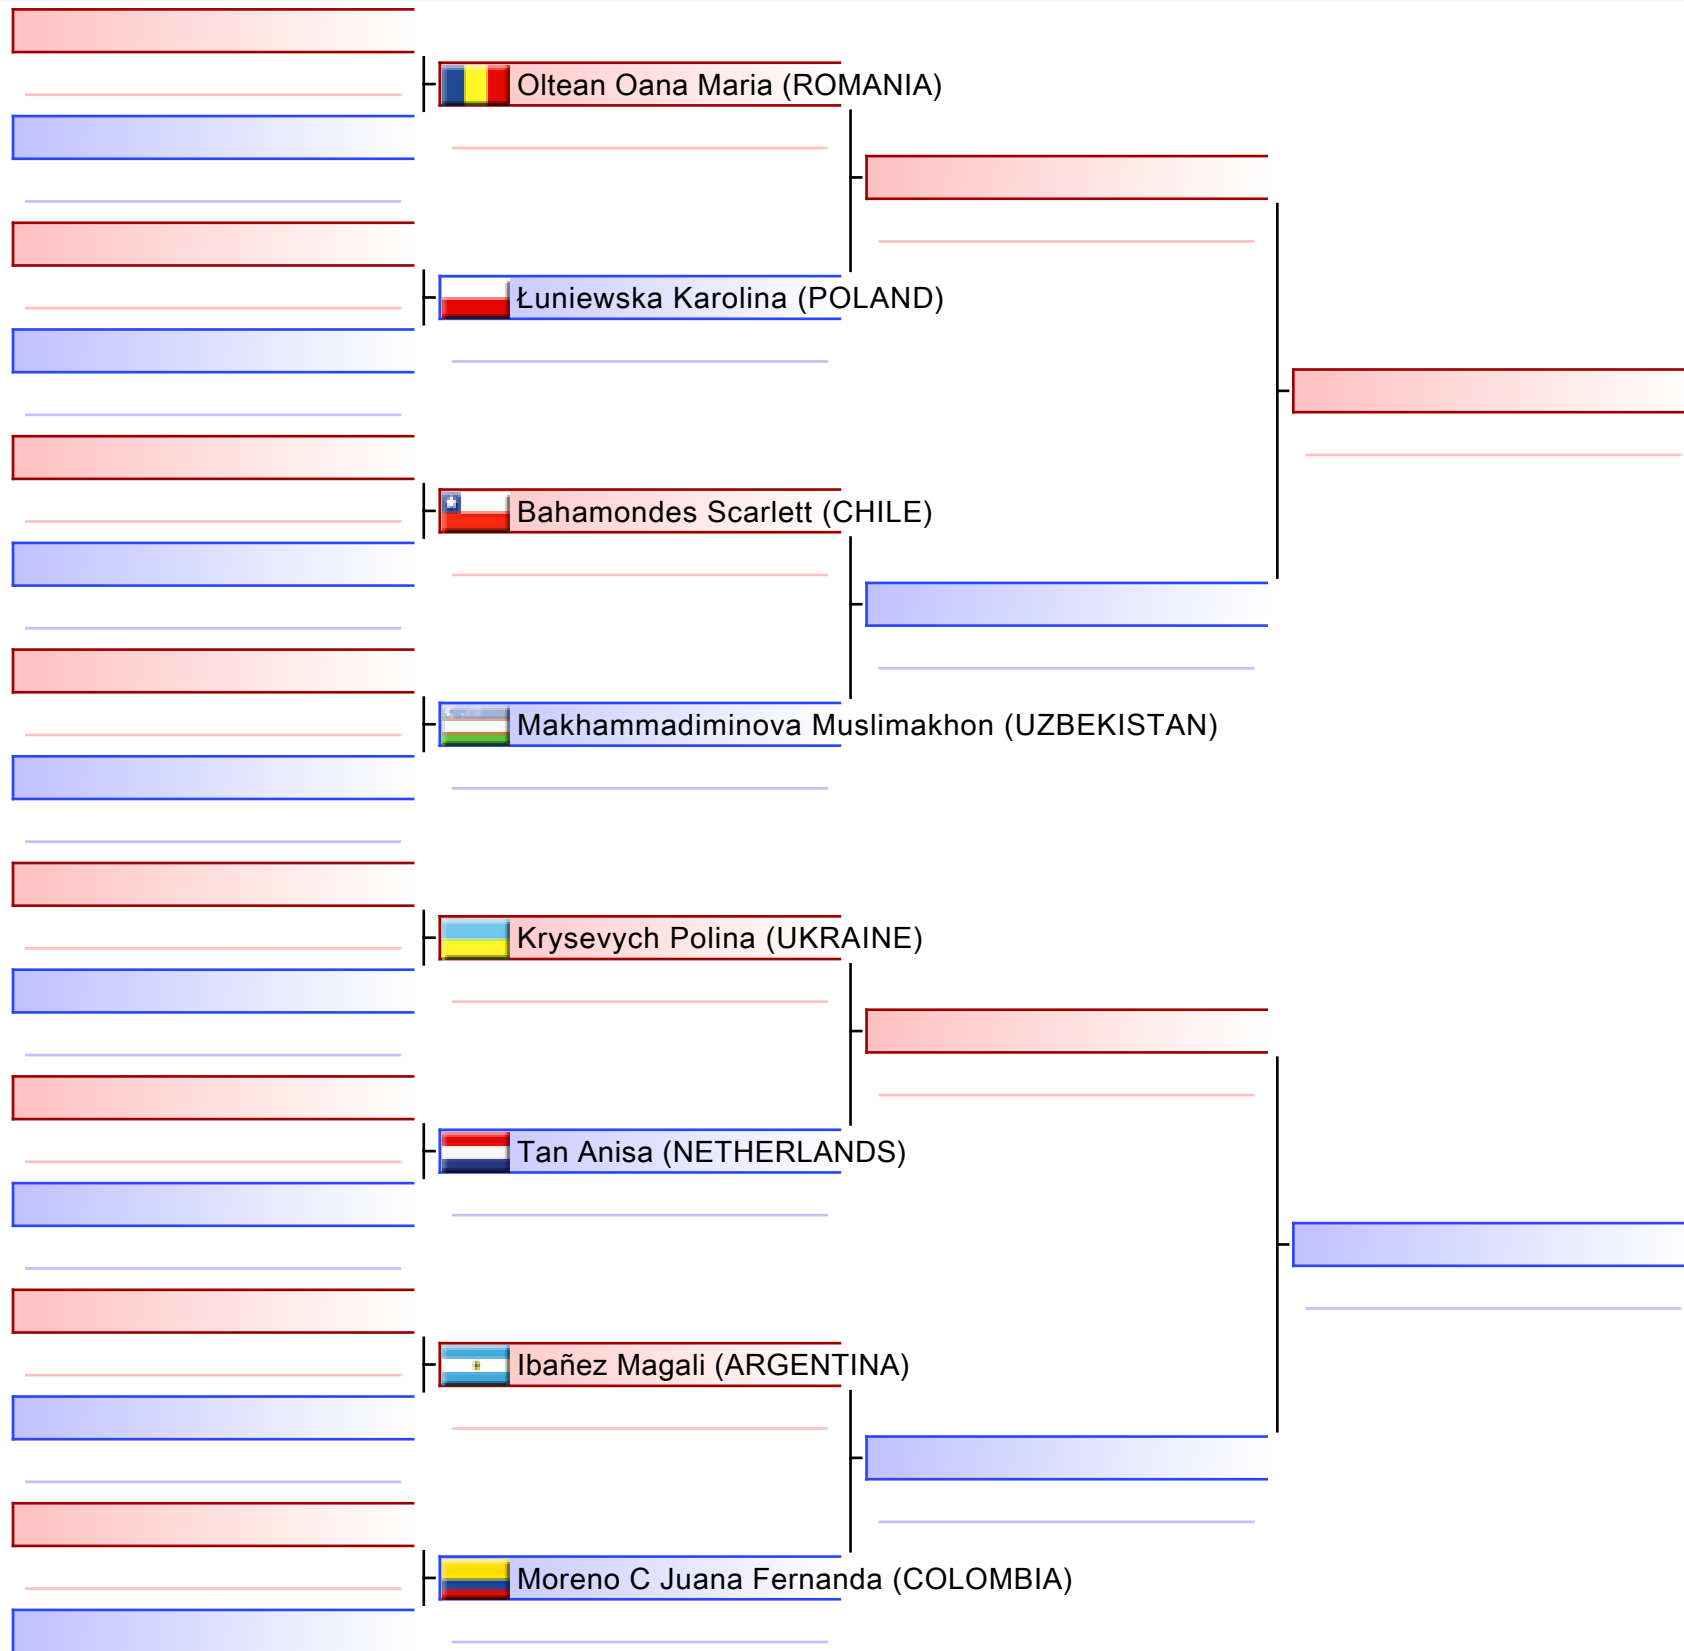 Oltean Oana Maria (ROMANIA)
Łuniewska Karolina (POLAND)
Bahamondes Scarlett (CHILE)
Makhammadiminova Muslimakhon (UZBEKISTAN)
Krysevych Polina (UKRAINE)
Tan Anisa (NETHERLANDS)
Ibañez Magali (ARGENTINA)
Moreno C Juana Fernanda (COLOMBIA)